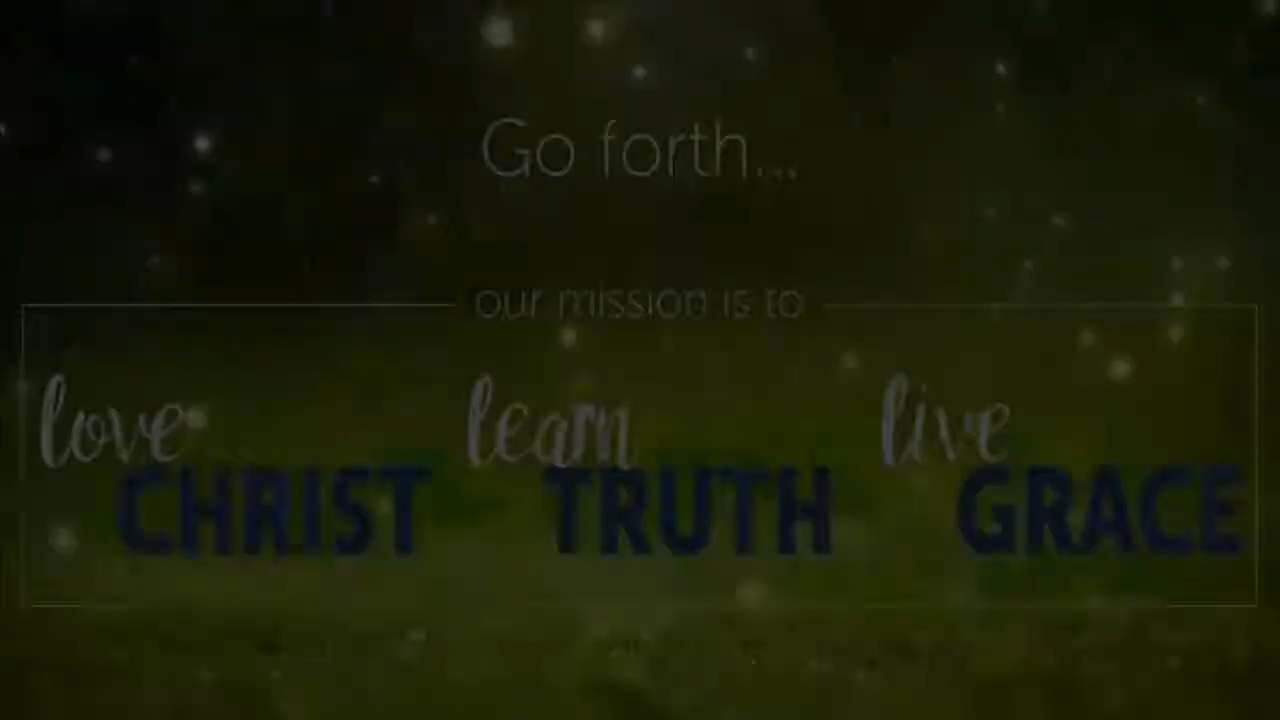 Go forth...
our mission is to
love learn live
CHRIST TRUTH GRACE